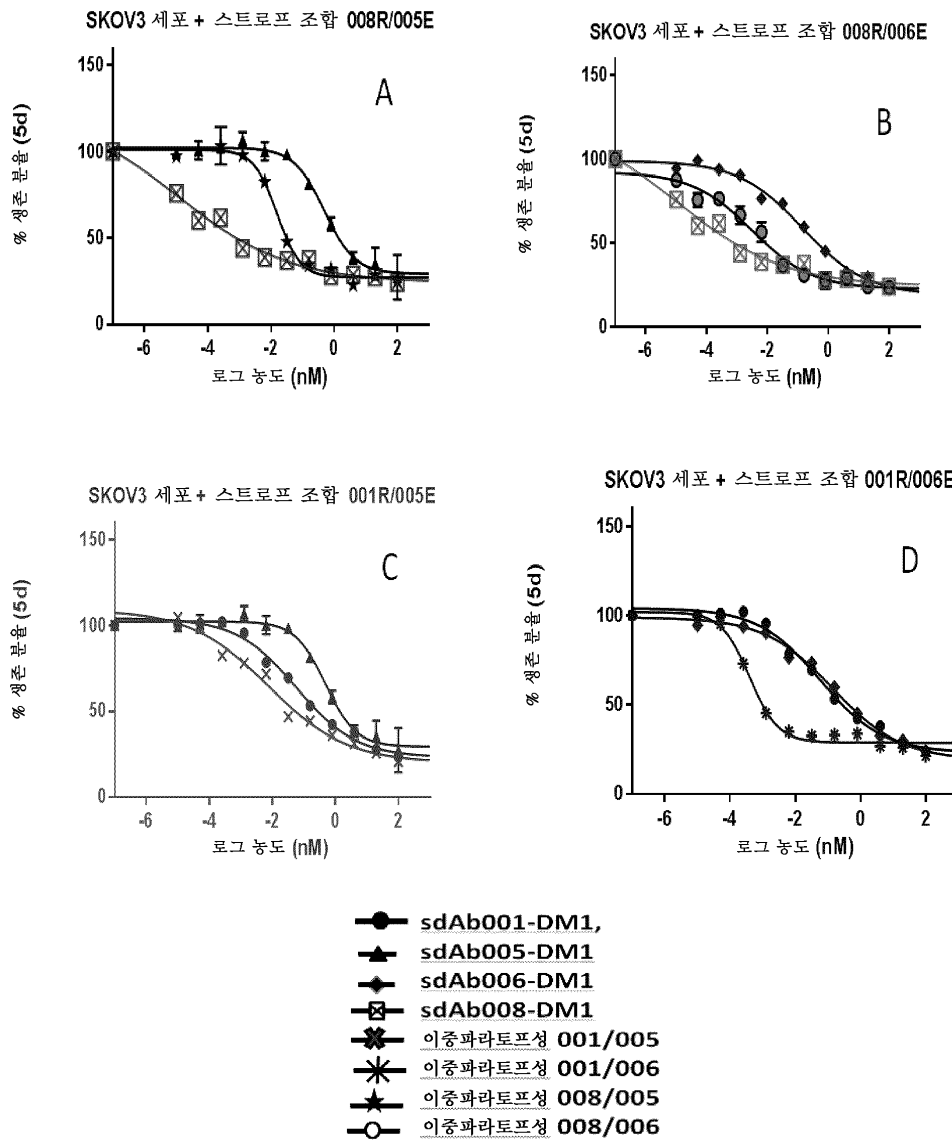 SKOV3 세포 + 스트로프 조합 008R/005E
A
% 생존 분율 (5d)
150
100
50
0
-6
-4
-2
0
2
로그 농도 (nM)
SKOV3 세포 + 스트로프 조합 008R/006E
B
% 생존 분율 (5d)
150
100
50
0
-6
-4
-2
0
2
로그 농도 (nM)
SKOV3 세포 + 스트로프 조합 001R/005E
C
% 생존 분율 (5d)
150
100
50
0
-6
-4
-2
0
2
로그 농도 (nM)
SKOV3 세포 + 스트로프 조합 001R/006E
D
% 생존 분율 (5d)
150
100
50
0
-6
-4
-2
0
2
로그 농도 (nM)
sdAb001-DM1,
sdAb005-DM1
sdAb006-DM1
sdAb008-DM1
이중파라토프성 001/005
이중파라토프성 001/006
이중파라토프성 008/005
이중파라토프성 008/006